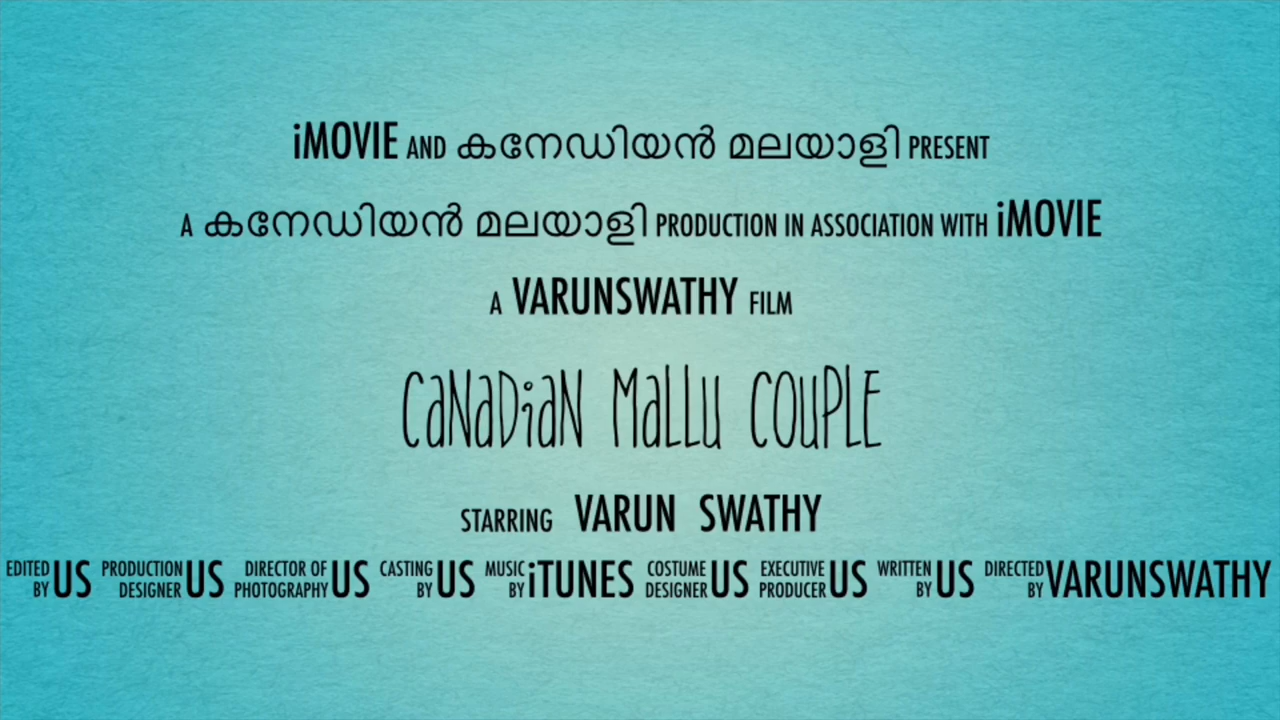 iMOVIE AND കനേഡിയൻ മലയാളി PRESENT
A കനേഡിയൻ മലയാളി PRODUCTION IN ASSOCIATION WITH iMOVIE
A VARUNSWATHY FILM
CaNaDiaN MaLLu COuPLE
STARRING VARUN SWATHY
EDITED BY US PRODUCTION DESIGNER US DIRECTOR OF PHOTOGRAPHY US CASTING BY US MUSIC BY iTUNES COSTUME DESIGNER US EXECUTIVE PRODUCER US WRITTEN BY US DIRECTED BY VARUNSWATHY